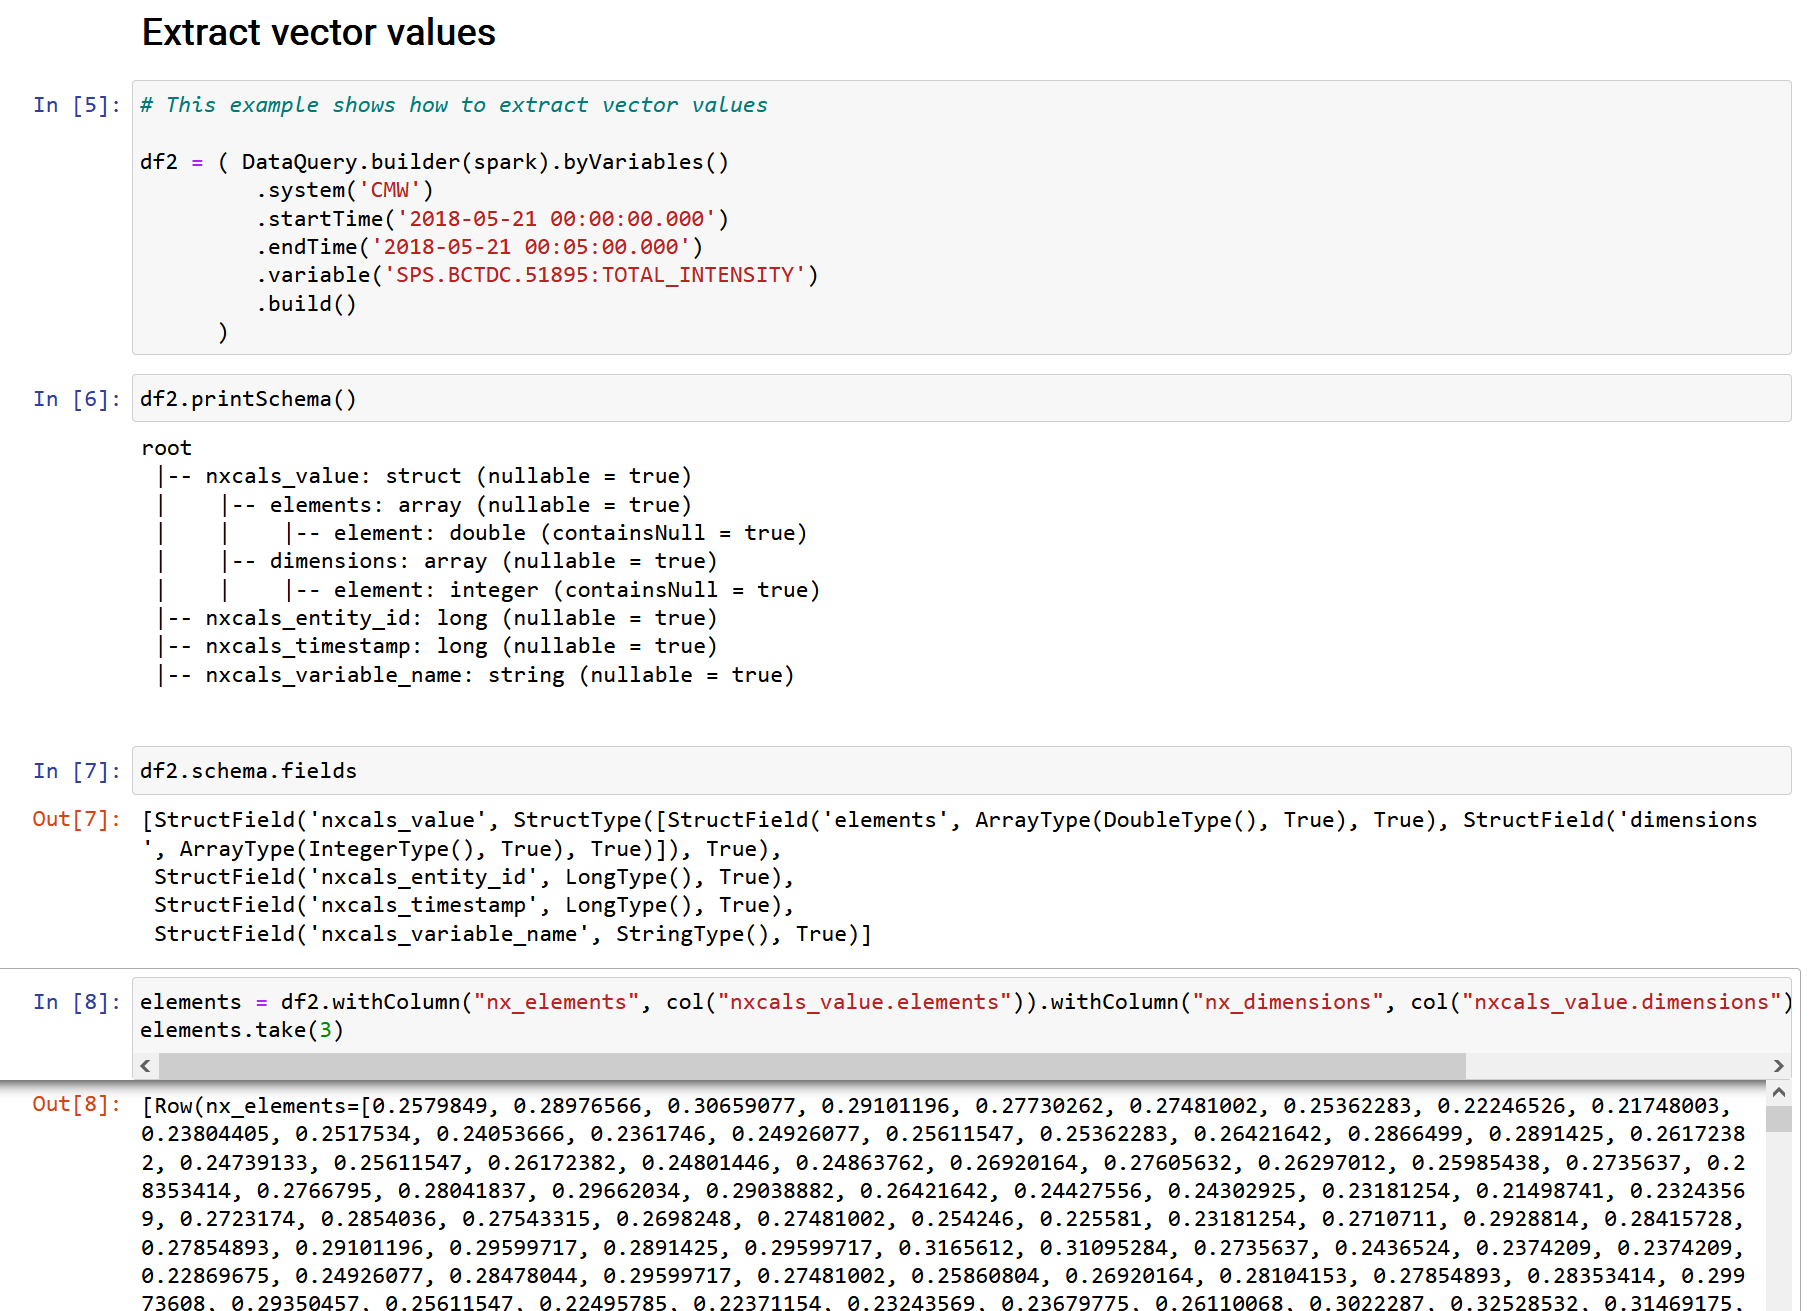 Extract vector values
In [5]: # This example shows how to extract vector values
df2 = ( DataQuery.builder(spark).byVariables()
.system('CMW')
.startTime('2018-05-21 00:00:00.000')
.endTime('2018-05-21 00:05:00.000')
.variable('SPS.BCTDC.51895:TOTAL_INTENSITY')
.build()
)
In [6]: df2.printSchema()
root
|-- nxcals_value: struct (nullable = true)
|    |-- elements: array (nullable = true)
|    |    |-- element: double (containsNull = true)
|    |-- dimensions: array (nullable = true)
|    |    |-- element: integer (containsNull = true)
|-- nxcals_entity_id: long (nullable = true)
|-- nxcals_timestamp: long (nullable = true)
|-- nxcals_variable_name: string (nullable = true)
In [7]: df2.schema.fields
Out[7]: [StructField('nxcals_value', StructType([StructField('elements', ArrayType(DoubleType(), True), True), StructField('dimensions
', ArrayType(IntegerType(), True), True)]), True),
StructField('nxcals_entity_id', LongType(), True),
StructField('nxcals_timestamp', LongType(), True),
StructField('nxcals_variable_name', StringType(), True)]
In [8]: elements = df2.withColumn("nx_elements", col("nxcals_value.elements")).withColumn("nx_dimensions", col("nxcals_value.dimensions")
elements.take(3)
Out[8]: [Row(nx_elements=[0.2579849, 0.28976566, 0.30659077, 0.29101196, 0.27730262, 0.27481002, 0.25362283, 0.22246526, 0.21748003,
0.23804405, 0.2517534, 0.24053666, 0.2361746, 0.24926077, 0.25611547, 0.25362283, 0.26421642, 0.2866499, 0.2891425, 0.2617238
2, 0.24739133, 0.25611547, 0.26172382, 0.24801446, 0.24863762, 0.26920164, 0.27605632, 0.26297012, 0.25985438, 0.2735637, 0.2
8353414, 0.2766795, 0.28041837, 0.29662034, 0.29038882, 0.26421642, 0.24427556, 0.24302925, 0.23181254, 0.21498741, 0.2324356
9, 0.2723174, 0.2854036, 0.27543315, 0.2698248, 0.27481002, 0.254246, 0.225581, 0.23181254, 0.2710711, 0.2928814, 0.28415728,
0.27854893, 0.29101196, 0.29599717, 0.2891425, 0.29599717, 0.3165612, 0.31095284, 0.2735637, 0.2436524, 0.2374209, 0.2374209,
0.22869675, 0.24926077, 0.28478044, 0.29599717, 0.27481002, 0.25860804, 0.26920164, 0.28104153, 0.27854893, 0.28353414, 0.299
73608, 0.29350457, 0.25611547, 0.22495785, 0.22371154, 0.23243569, 0.23679775, 0.26110068, 0.3022287, 0.32528532, 0.31469175,